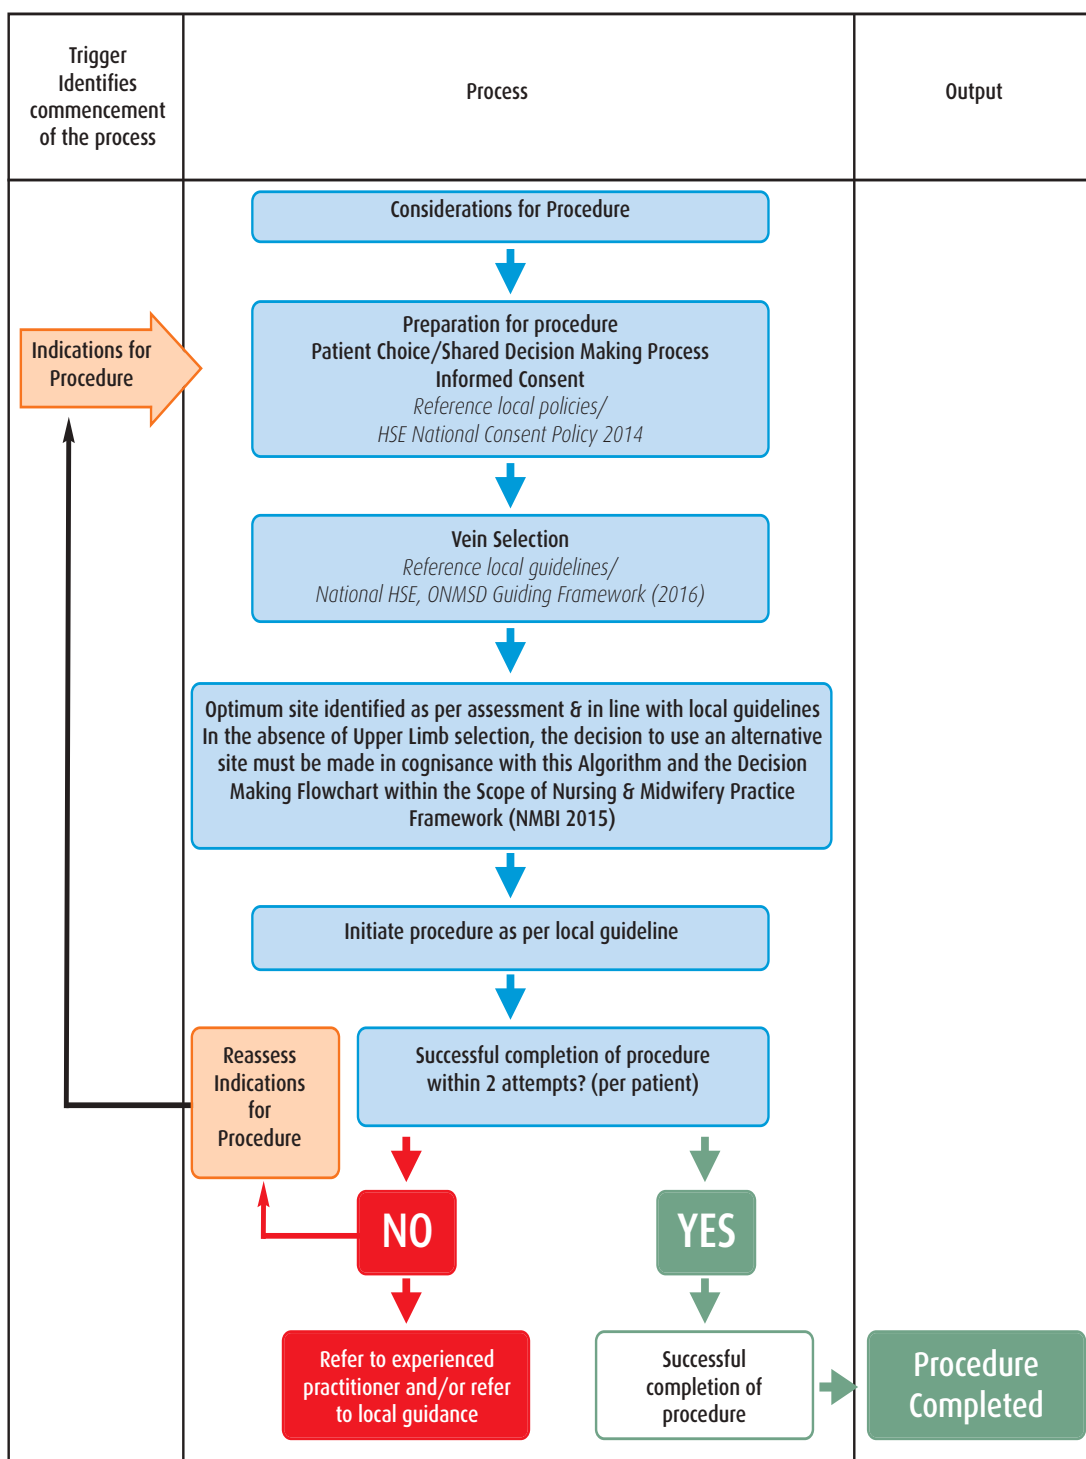 Trigger
Identifies
commencement
of the process
Process
Output
Considerations for Procedure
Indications for
Procedure
Preparation for procedure
Patient Choice/Shared Decision Making Process
Informed Consent
Reference local policies/
HSE National Consent Policy 2014
Vein Selection
Reference local guidelines/
National HSE, ONMSD Guiding Framework (2016)
Optimum site identified as per assessment & in line with local guidelines
In the absence of Upper Limb selection, the decision to use an alternative
site must be made in cognisance with this Algorithm and the Decision
Making Flowchart within the Scope of Nursing & Midwifery Practice
Framework (NMBI 2015)
Initiate procedure as per local guideline
Reassess
Indications
for
Procedure
Successful completion of procedure
within 2 attempts? (per patient)
NO
YES
Refer to experienced
practitioner and/or refer
to local guidance
Successful
completion of
procedure
Procedure
Completed